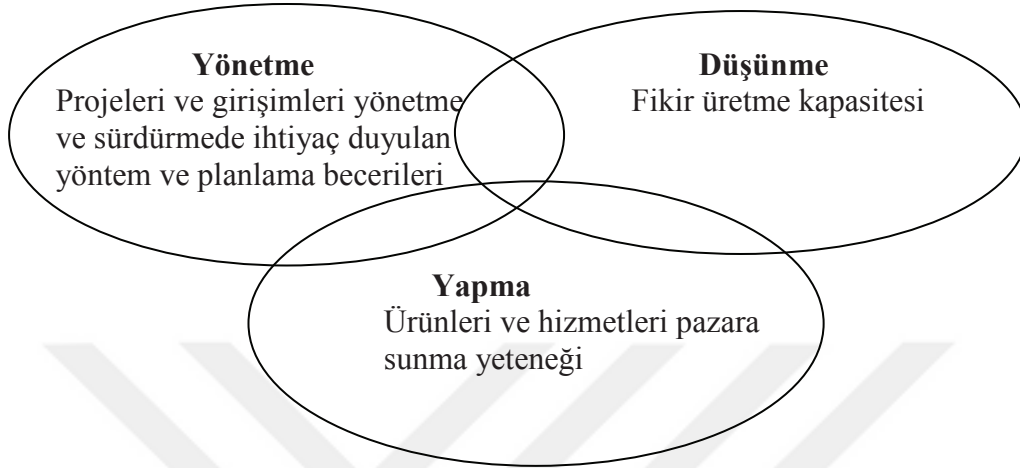 Yönetme
Projeleri ve girişimleri yönetme
ve sürdürmede ihtiyaç duyulan
yöntem ve planlama becerileri
Düşünme
Fikir üretme kapasitesi
Yapma
Ürünleri ve hizmetleri pazara
sunma yeteneği